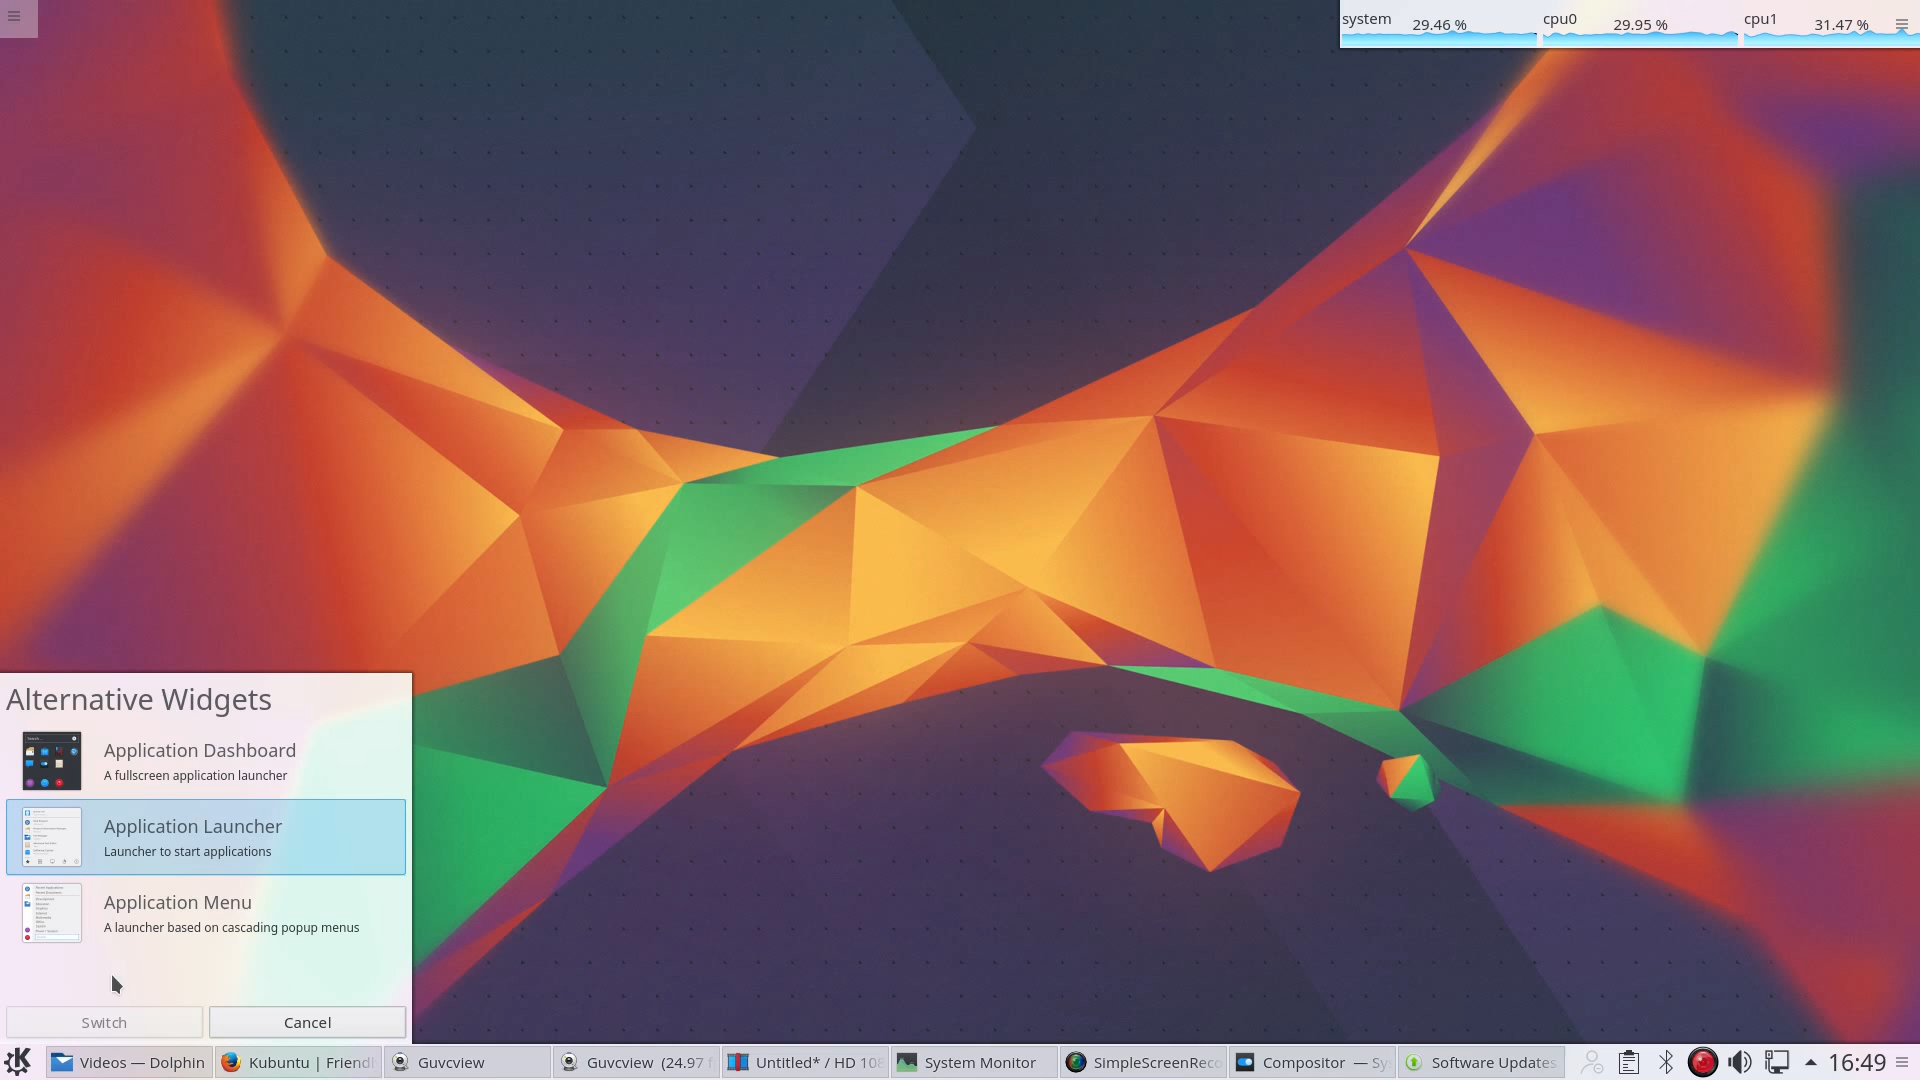 system 29.46 % cpu0 29.95 % cpu1 31.47 %
Alternative Widgets
Application Dashboard
A fullscreen application launcher
Application Launcher
Launcher to start applications
Application Menu
A launcher based on cascading popup menus
Switch Cancel
Videos — Dolphin Kubuntu | Friend Guvcview Guvcview (24.97 f Untitled* / HD 108 System Monitor SimpleScreenReco Compositor — Sy Software Updates 16:49